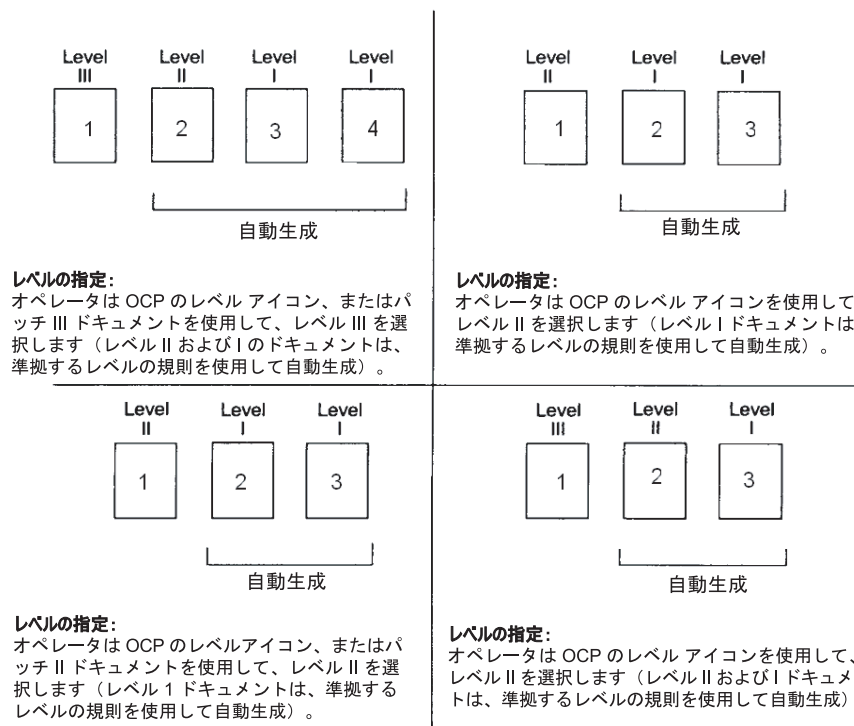 Level Level Level Level
III II I I
1 2 3 4
自動生成
レベルの指定:
オペレータは OCP のレベル アイコン、またはパ
ッチ III ドキュメントを使用して、レベル III を選
択します（レベル II および I のドキュメントは、
準拠するレベルの規則を使用して自動生成）。
Level Level Level
II I I
1 2 3
自動生成
レベルの指定:
オペレータは OCP のレベル アイコンを使用して
レベル II を選択します（レベル I ドキュメントは
準拠するレベルの規則を使用して自動生成）。
Level Level Level
II I I
1 2 3
自動生成
レベルの指定:
オペレータは OCP のレベルアイコン、またはパ
ッチ II ドキュメントを使用して、レベル II を選
択します（レベル 1 ドキュメントは、準拠する
レベルの規則を使用して自動生成）。
Level Level Level
III II I
1 2 3
自動生成
レベルの指定:
オペレータは OCP のレベル アイコンを使用して、
レベル II を選択します（レベル II および I ドキュメ
トは、準拠するレベルの規則を使用して自動生成）